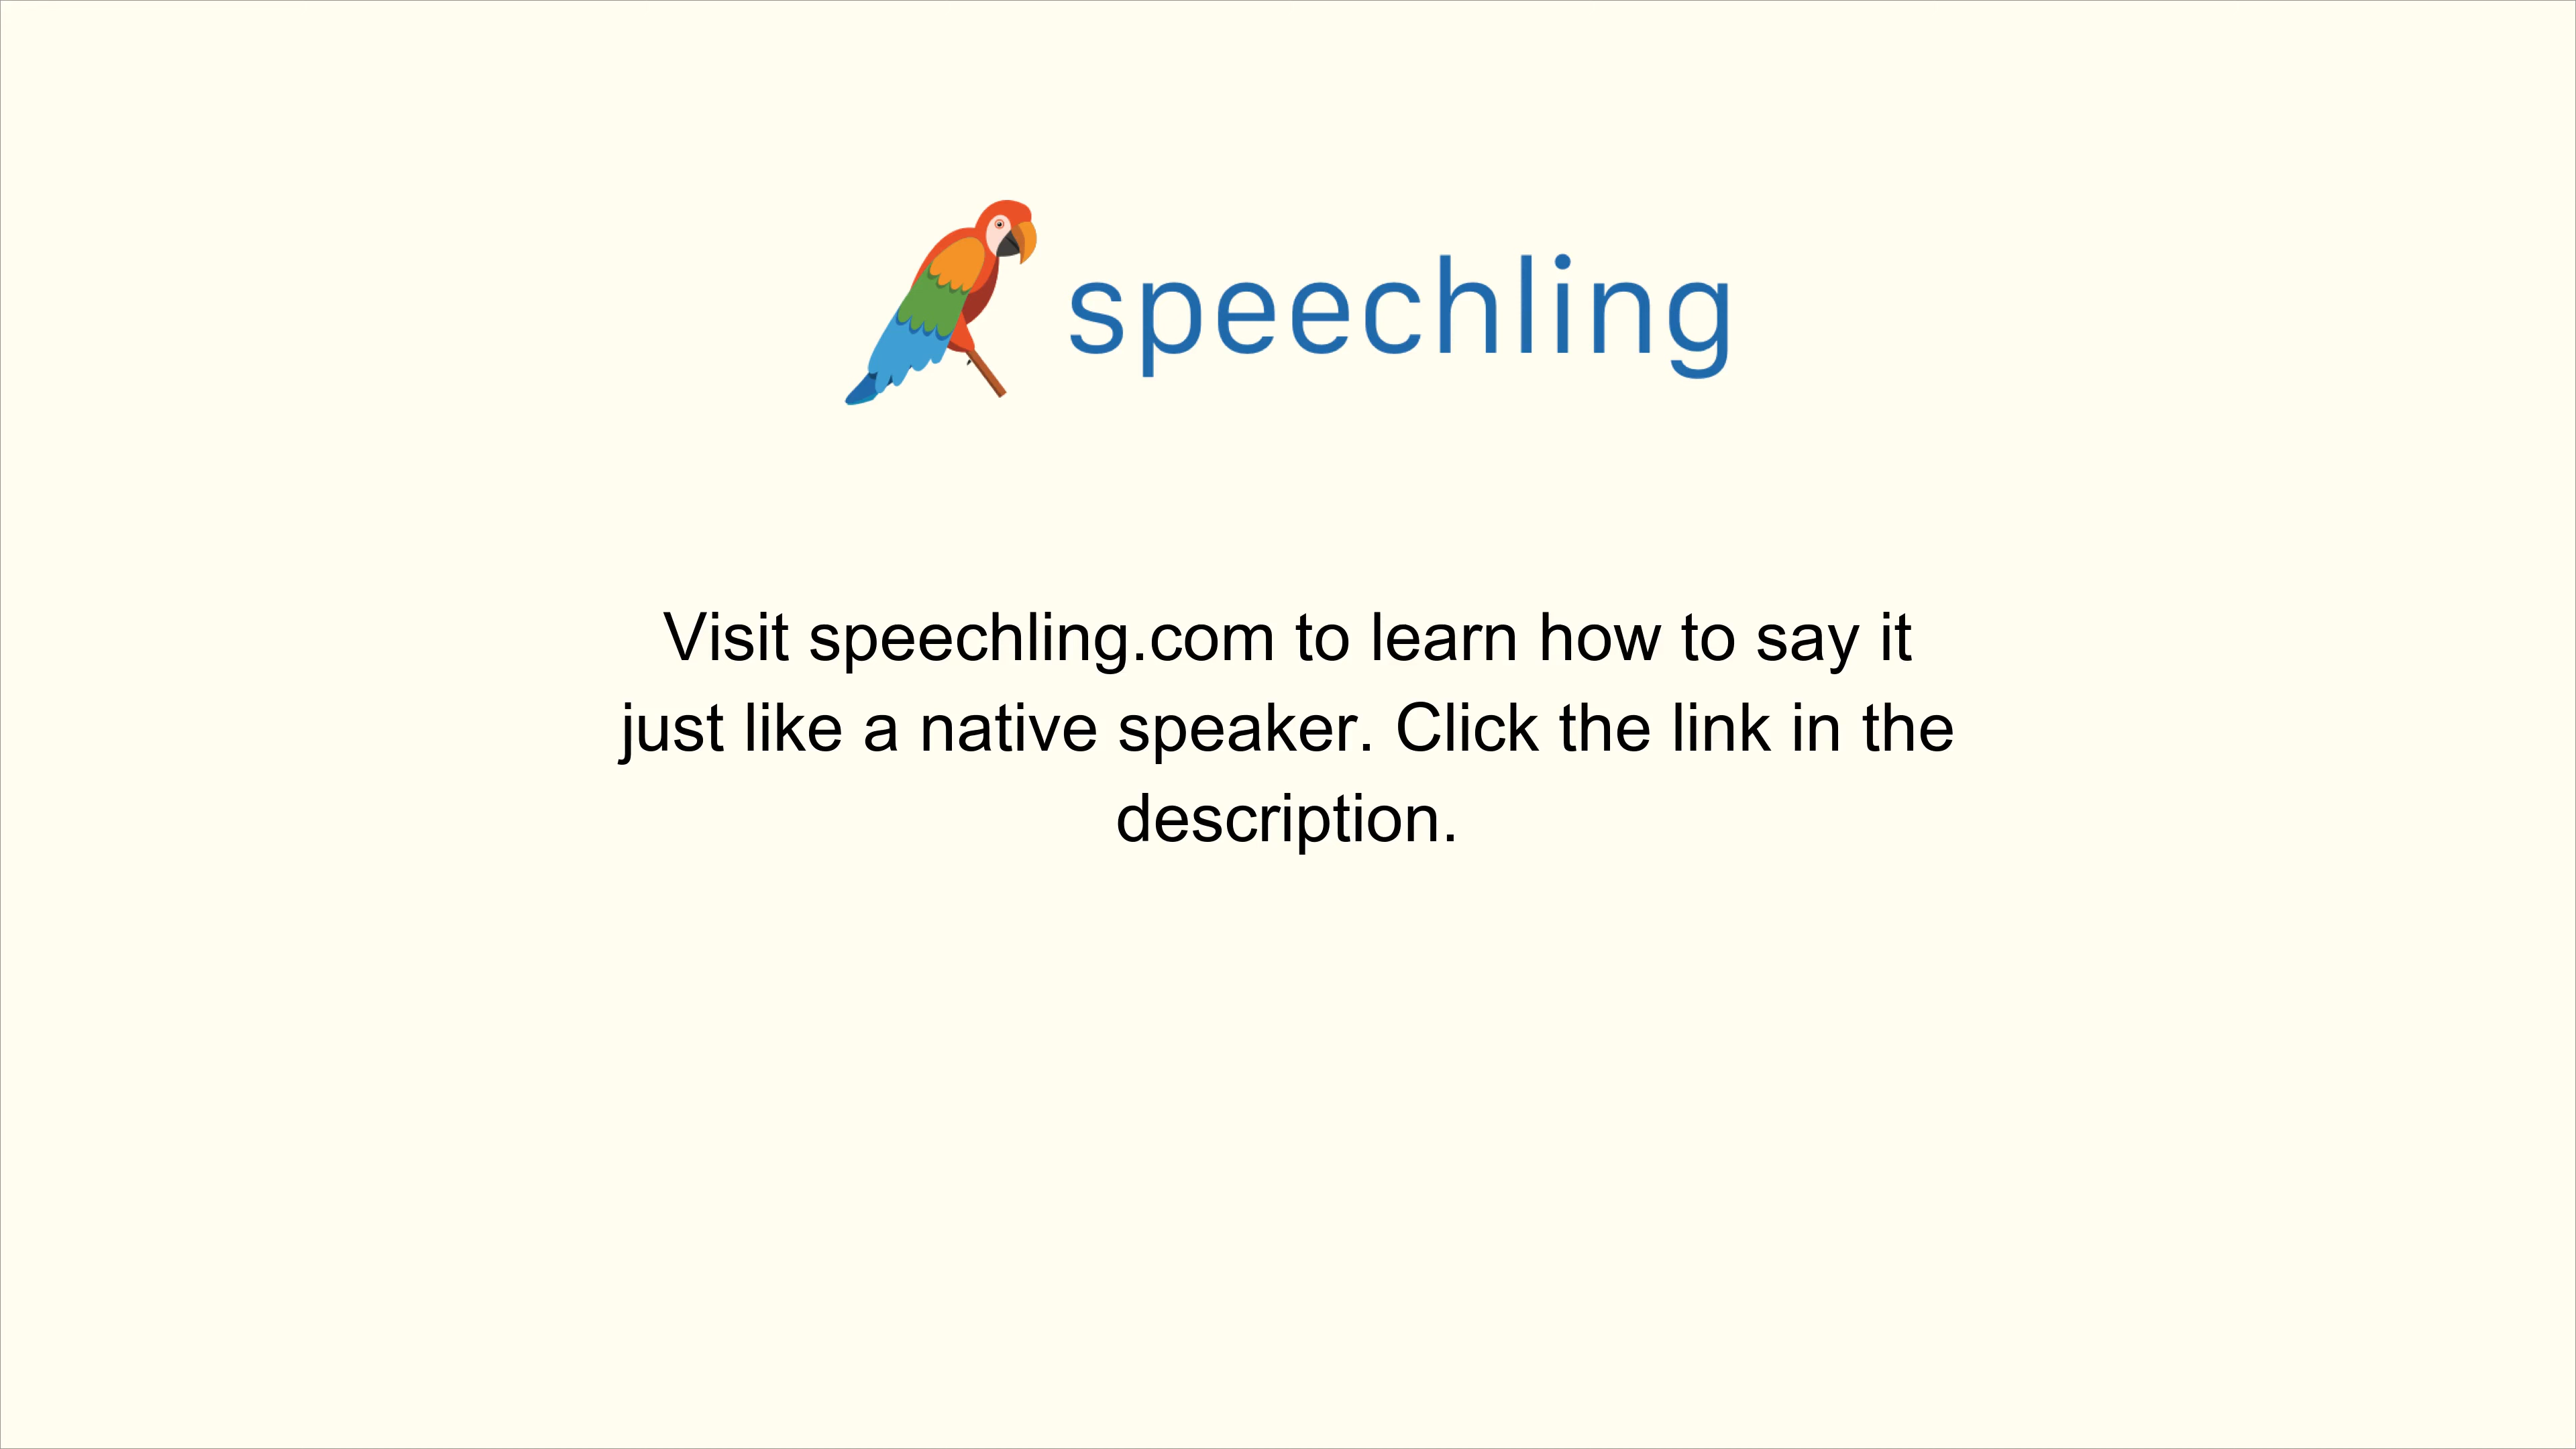 speechling
Visit speechling.com to learn how to say it
just like a native speaker. Click the link in the
description.